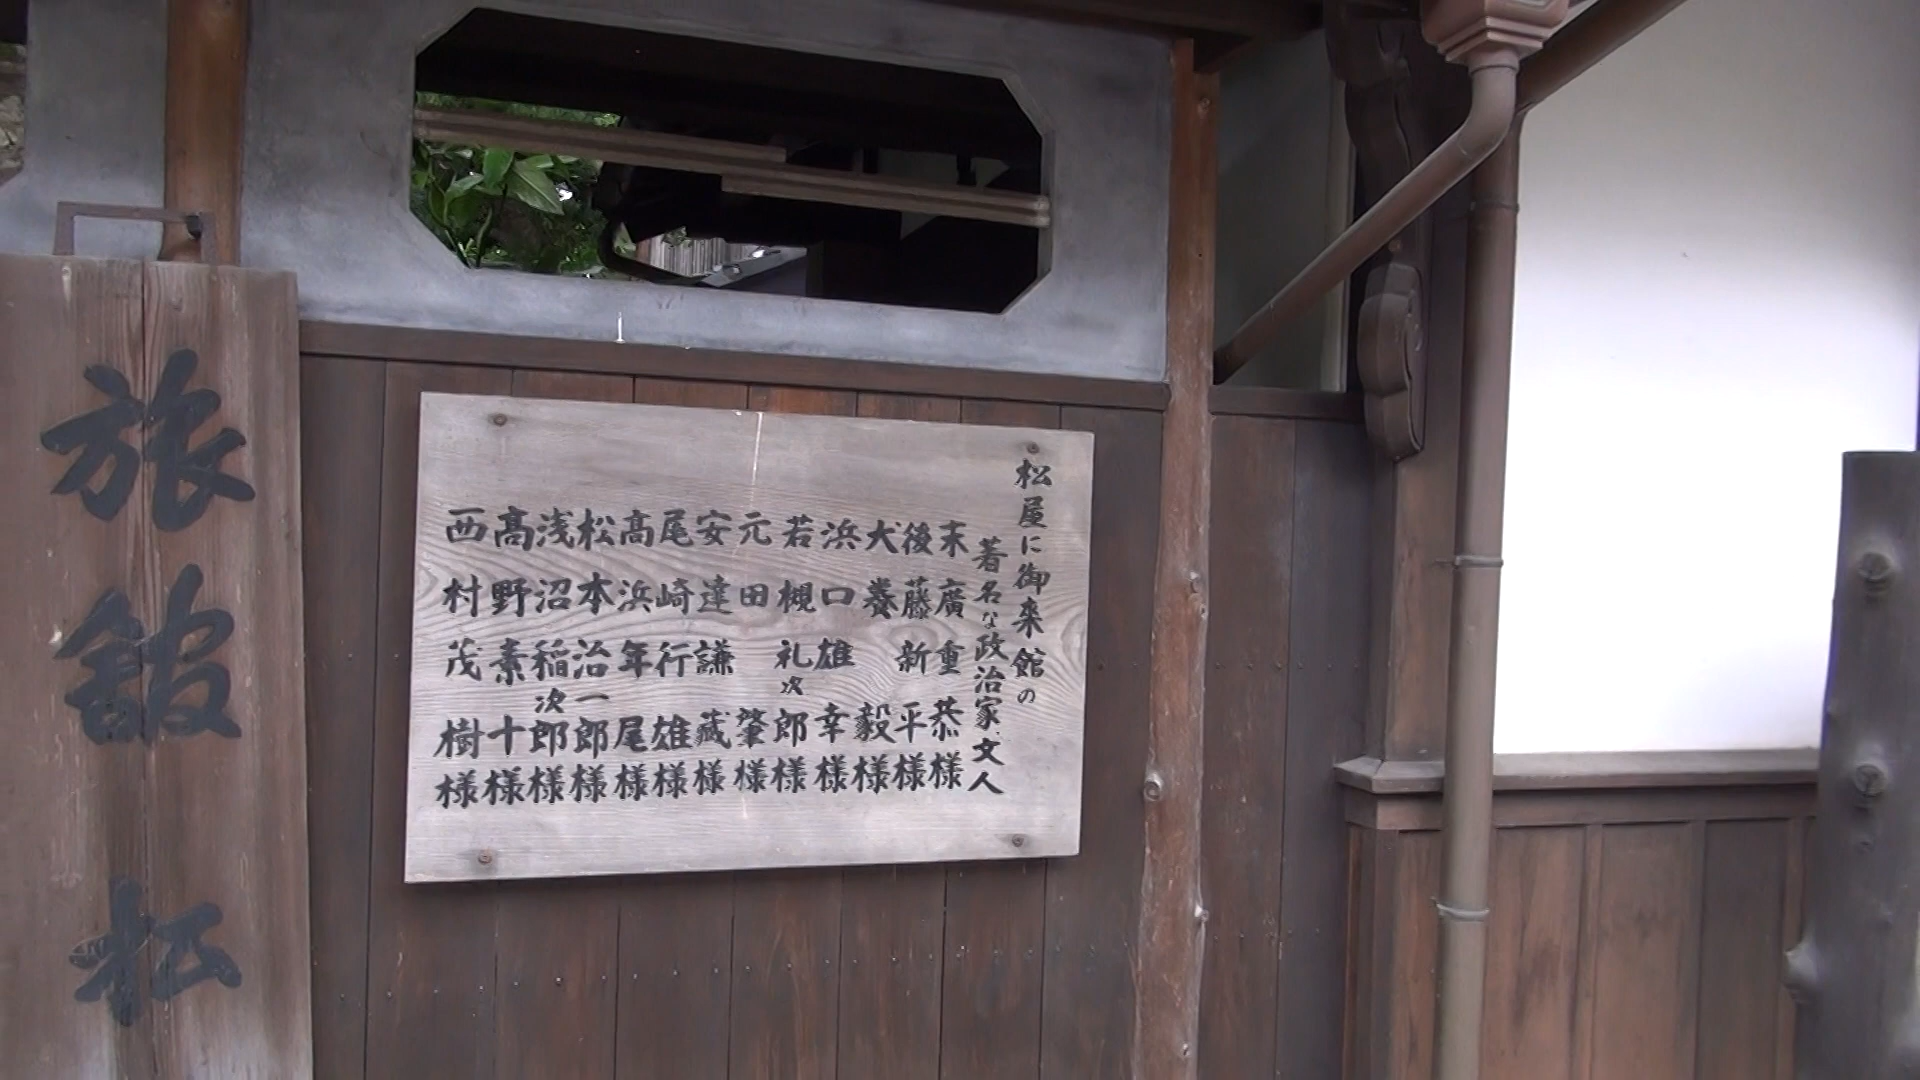 松屋に御来館の
著名な政治家文人
末廣重恭様
後藤新平様
犬養毅様
浜口雄幸様
若槻礼次郎様
元田肇様
安達謙蔵様
尾崎行雄様
高浜年尾様
松本治一郎様
浅沼稲次郎様
高野素十様
西村茂樹様
旅館松